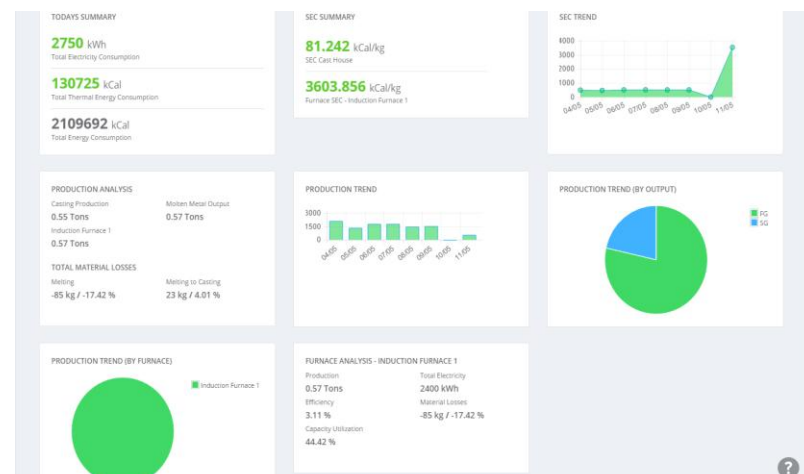 TODAYS SUMMARY
2750 kWh
Total Electricity Consumption
130725 kCal
Total Thermal Energy Consumption
2109692 kCal
Total Energy Consumption
SEC SUMMARY
81.242 kCal/kg
SEC Cast House
3603.856 kCal/kg
Furnace SEC - Induction Furnace 1
SEC TREND
4000
3000
2000
1000
0
04/05 05/05 06/05 07/05 08/05 09/05 10/05 11/05
PRODUCTION ANALYSIS
Casting Production Molten Metal Output
0.55 Tons 0.57 Tons
Induction Furnace 1
0.57 Tons
TOTAL MATERIAL LOSSES
Melting Melting to Casting
-85 kg / -17.42 % 23 kg / 4.01 %
PRODUCTION TREND
3000
1500
0
04/05 05/05 06/05 07/05 08/05 09/05 10/05 11/05
PRODUCTION TREND (BY OUTPUT)
FG
SG
PRODUCTION TREND (BY FURNACE)
Induction Furnace 1
FURNACE ANALYSIS - INDUCTION FURNACE 1
Production Total Electricity
0.57 Tons 2400 kWh
Efficiency Material Losses
3.11 % -85 kg / -17.42 %
Capacity Utilization
44.42 %
?